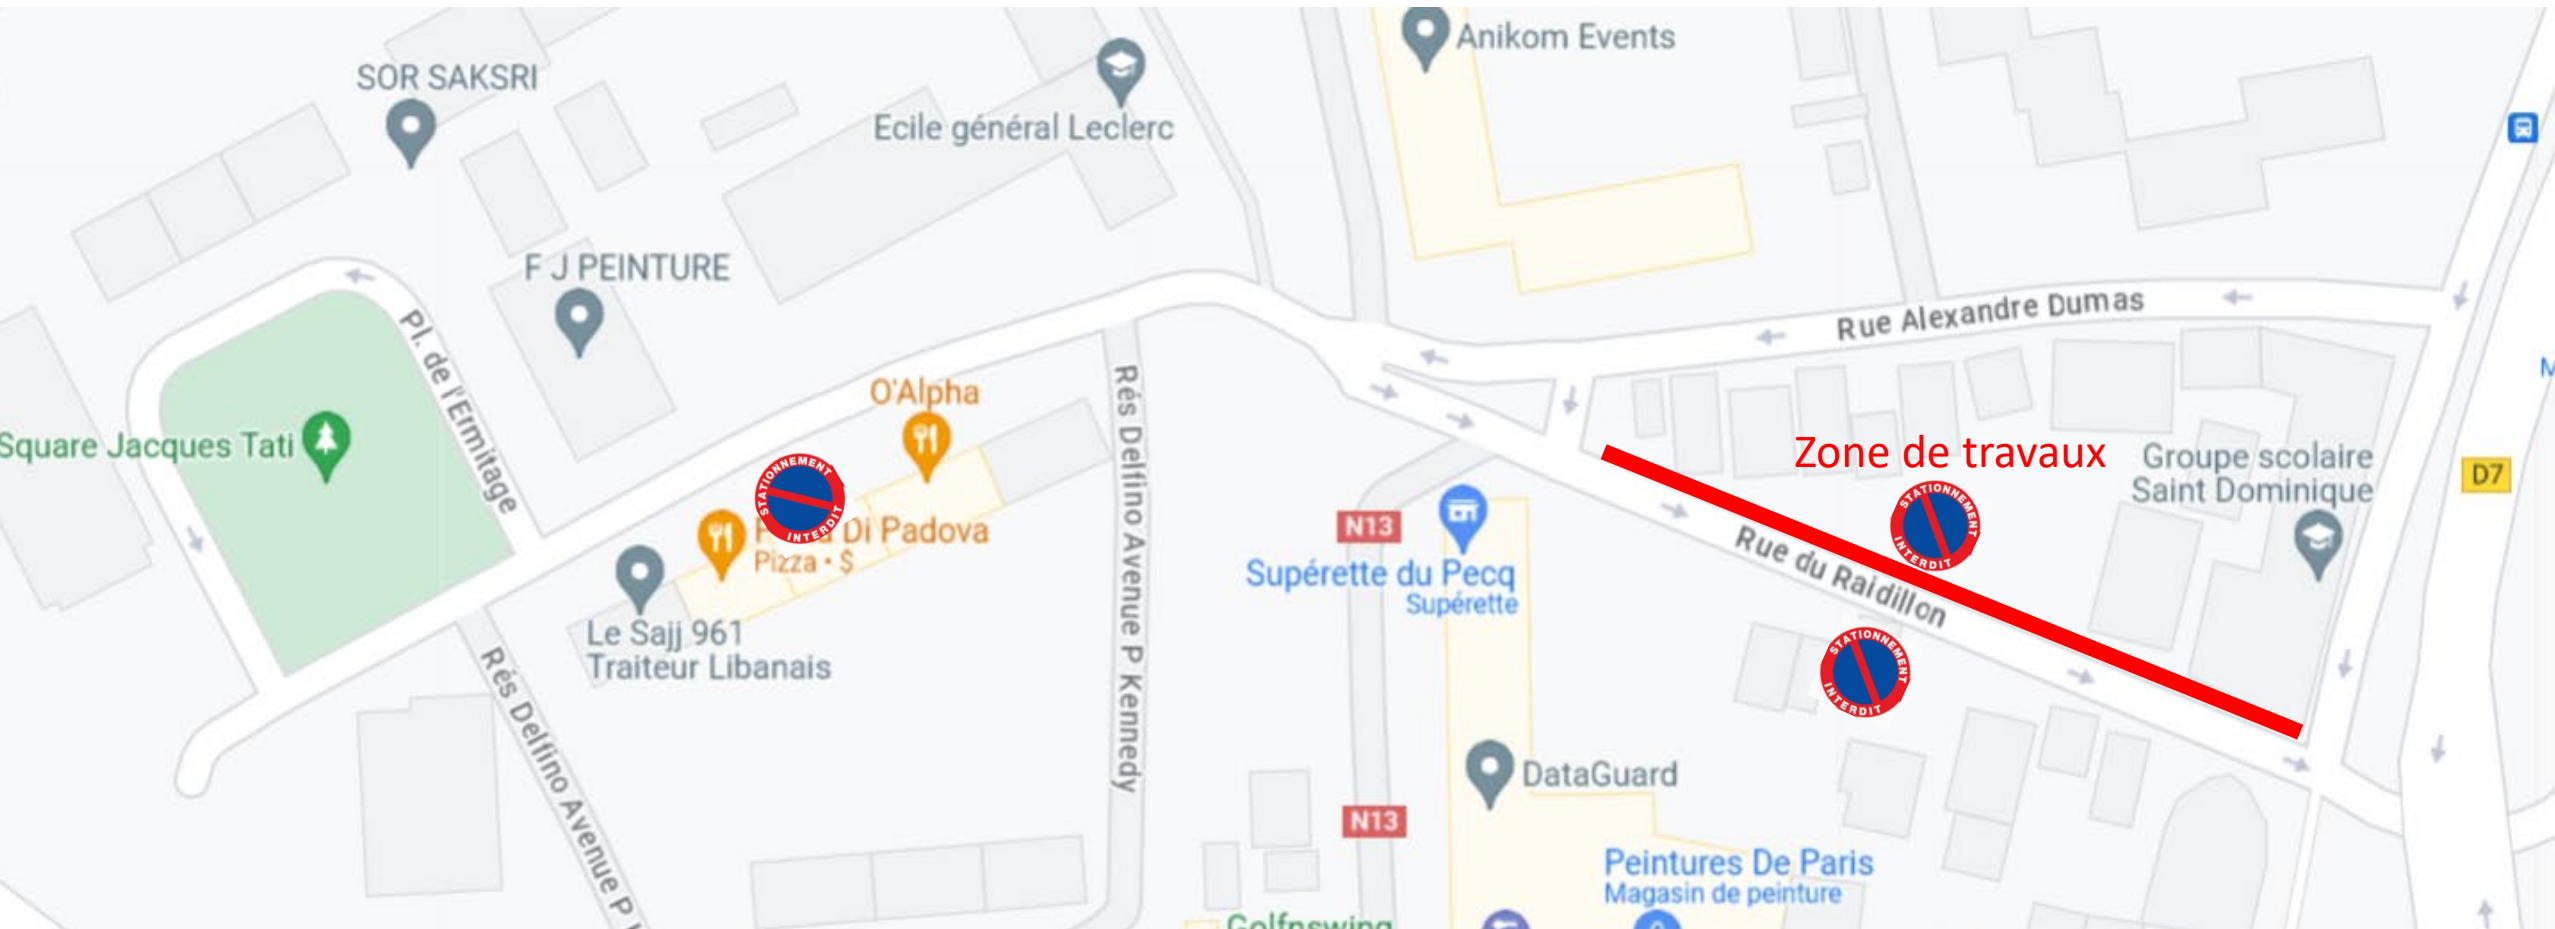 Anikom Events
SOR SAKSRI
Ecile général Leclerc
F J PEINTURE
Pl. de l'Ermitage
Rue Alexandre Dumas
O'Alpha
Square Jacques Tati
STATIONNEMENT
INTERDIT
Di Padova
Pizza • $
Rés Delfino Avenue P Kennedy
Le Sajj 961
Traiteur Libanais
Rés Delfino Avenue P
N13
Supérette du Pecq
Supérette
Zone de travaux
Groupe scolaire
Saint Dominique
D7
STATIONNEMENT
INTERDIT
Rue du Raidillon
STATIONNEMENT
INTERDIT
DataGuard
N13
Peintures De Paris
Magasin de peinture
Golfnswing